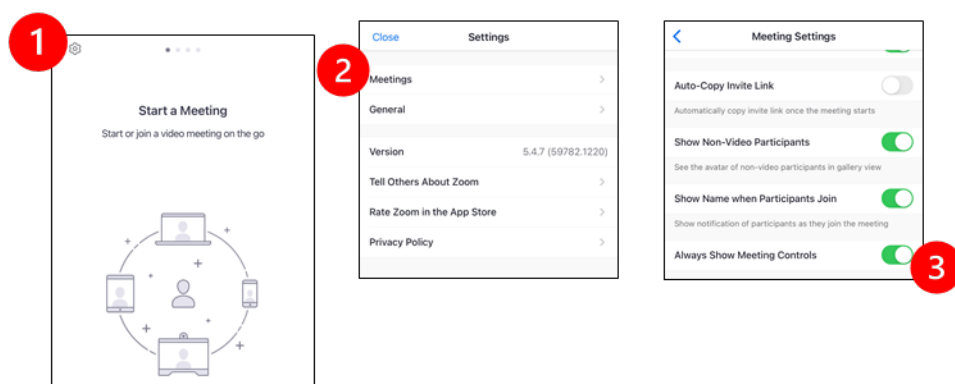 1
Start a Meeting
Start or join a video meeting on the go
2
Close Settings
Meetings
General
Version 5.4.7 (59782.1220)
Tell Others About Zoom
Rate Zoom in the App Store
Privacy Policy
Meeting Settings
Auto-Copy Invite Link
Automatically copy invite link once the meeting starts
Show Non-Video Participants
See the avatar of non-video participants in gallery view
Show Name when Participants Join
Show notification of participants as they join the meeting
Always Show Meeting Controls
3